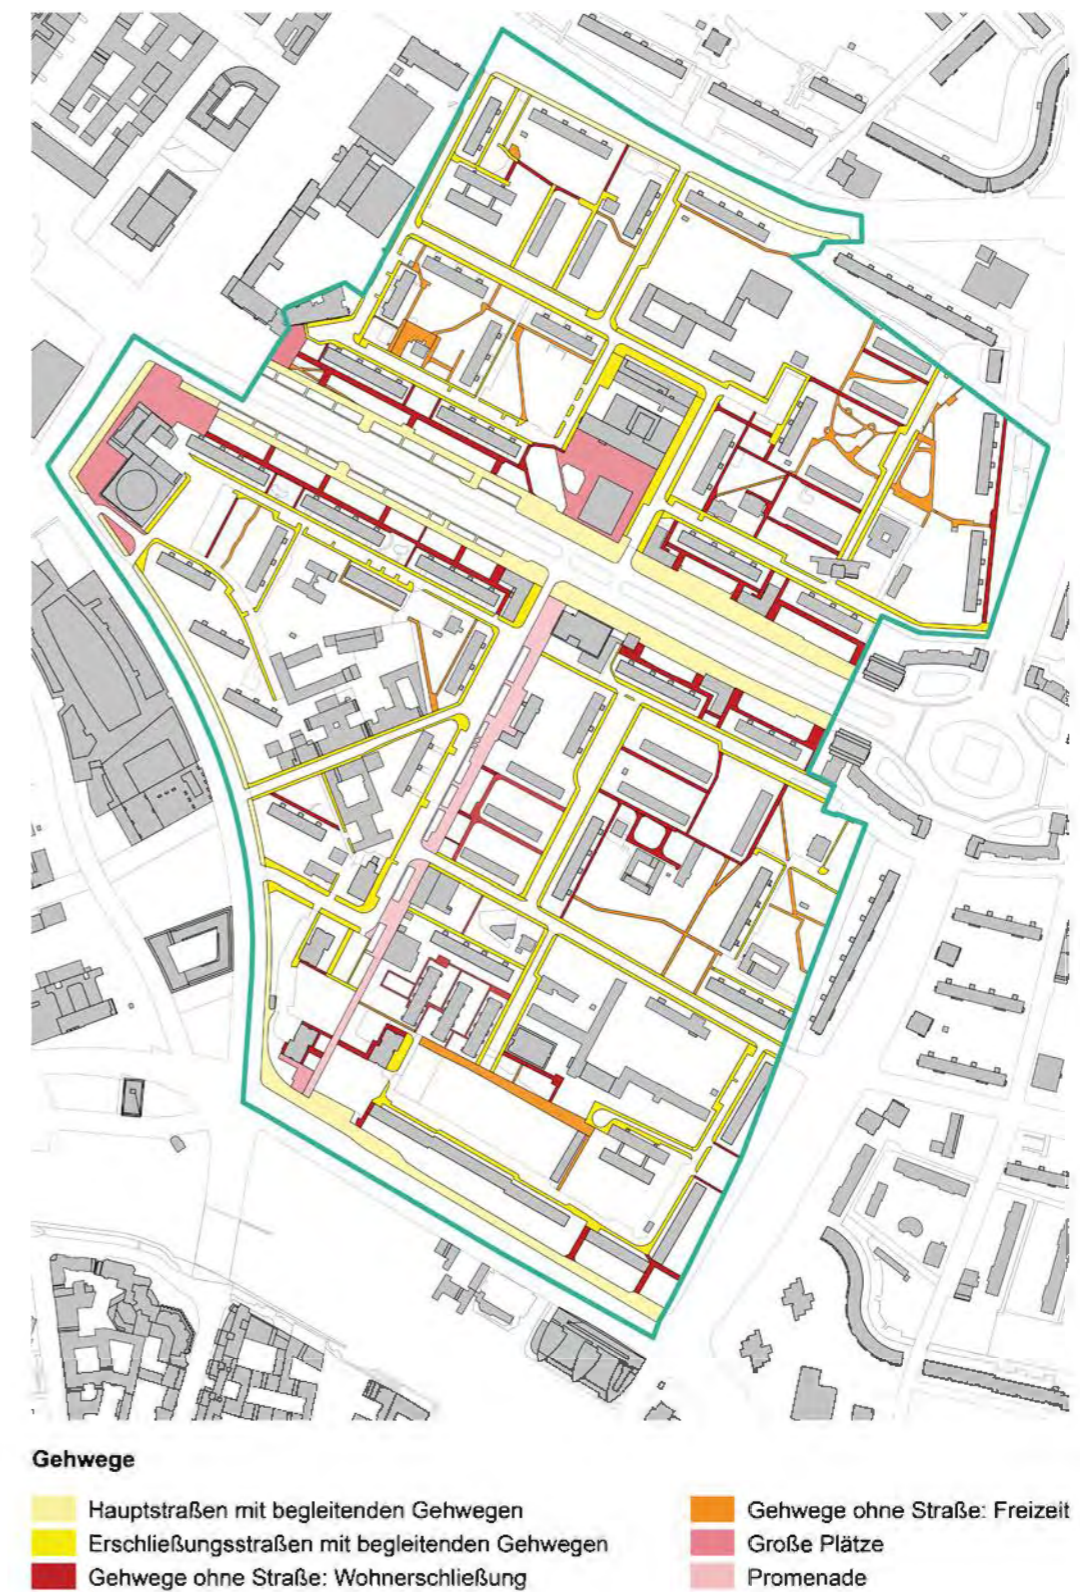 Gehwege
Hauptstraßen mit begleitenden Gehwegen
Erschließungsstraßen mit begleitenden Gehwegen
Gehwege ohne Straße: Wohnerschließung
Gehwege ohne Straße: Freizeit
Große Plätze
Promenade